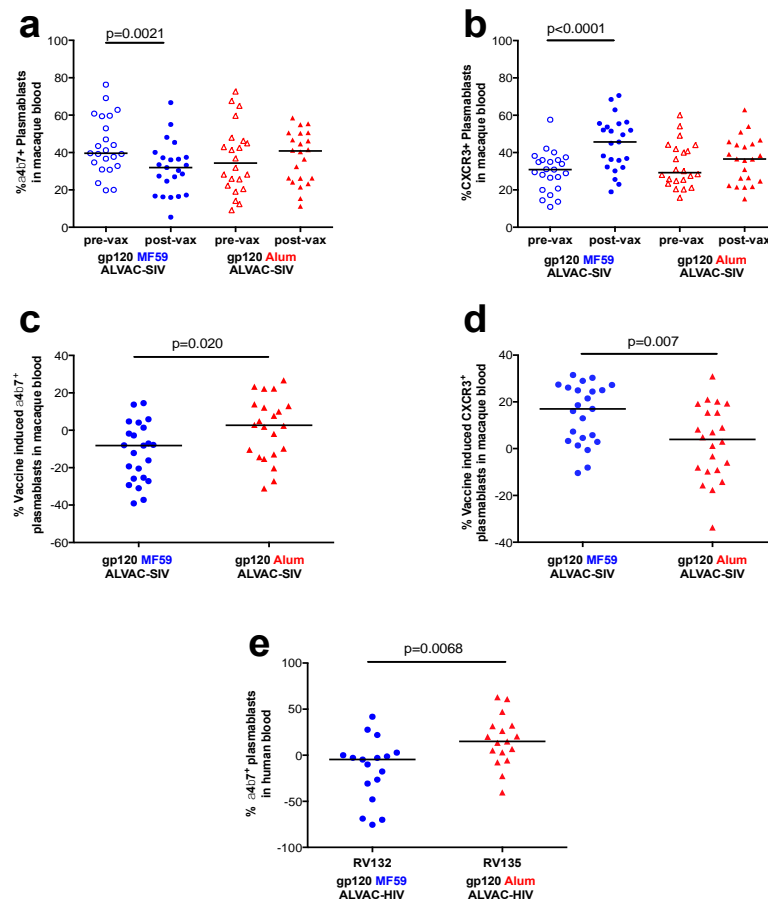 a
p=0.0021
100
80
60
40
20
0
%a4b7+ Plasmablasts
in macaque blood
pre-vax post-vax pre-vax post-vax
gp120 MF59 gp120 Alum
ALVAC-SIV ALVAC-SIV
b
p<0.0001
100
80
60
40
20
0
%CXCR3+ Plasmablasts
in macaque blood
pre-vax post-vax pre-vax post-vax
gp120 MF59 gp120 Alum
ALVAC-SIV ALVAC-SIV
c
p=0.020
40
20
0
-20
-40
-60
% Vaccine induced a4b7+
plasmablasts in macaque blood
gp120 MF59 gp120 Alum
ALVAC-SIV ALVAC-SIV
d
p=0.007
40
20
0
-20
-40
% Vaccine induced CXCR3+
plasmablasts in macaque blood
gp120 MF59 gp120 Alum
ALVAC-SIV ALVAC-SIV
e
p=0.0068
100
50
0
-50
-100
% a4b7+ plasmablasts
in human blood
RV132 RV135
gp120 MF59 gp120 Alum
ALVAC-HIV ALVAC-HIV